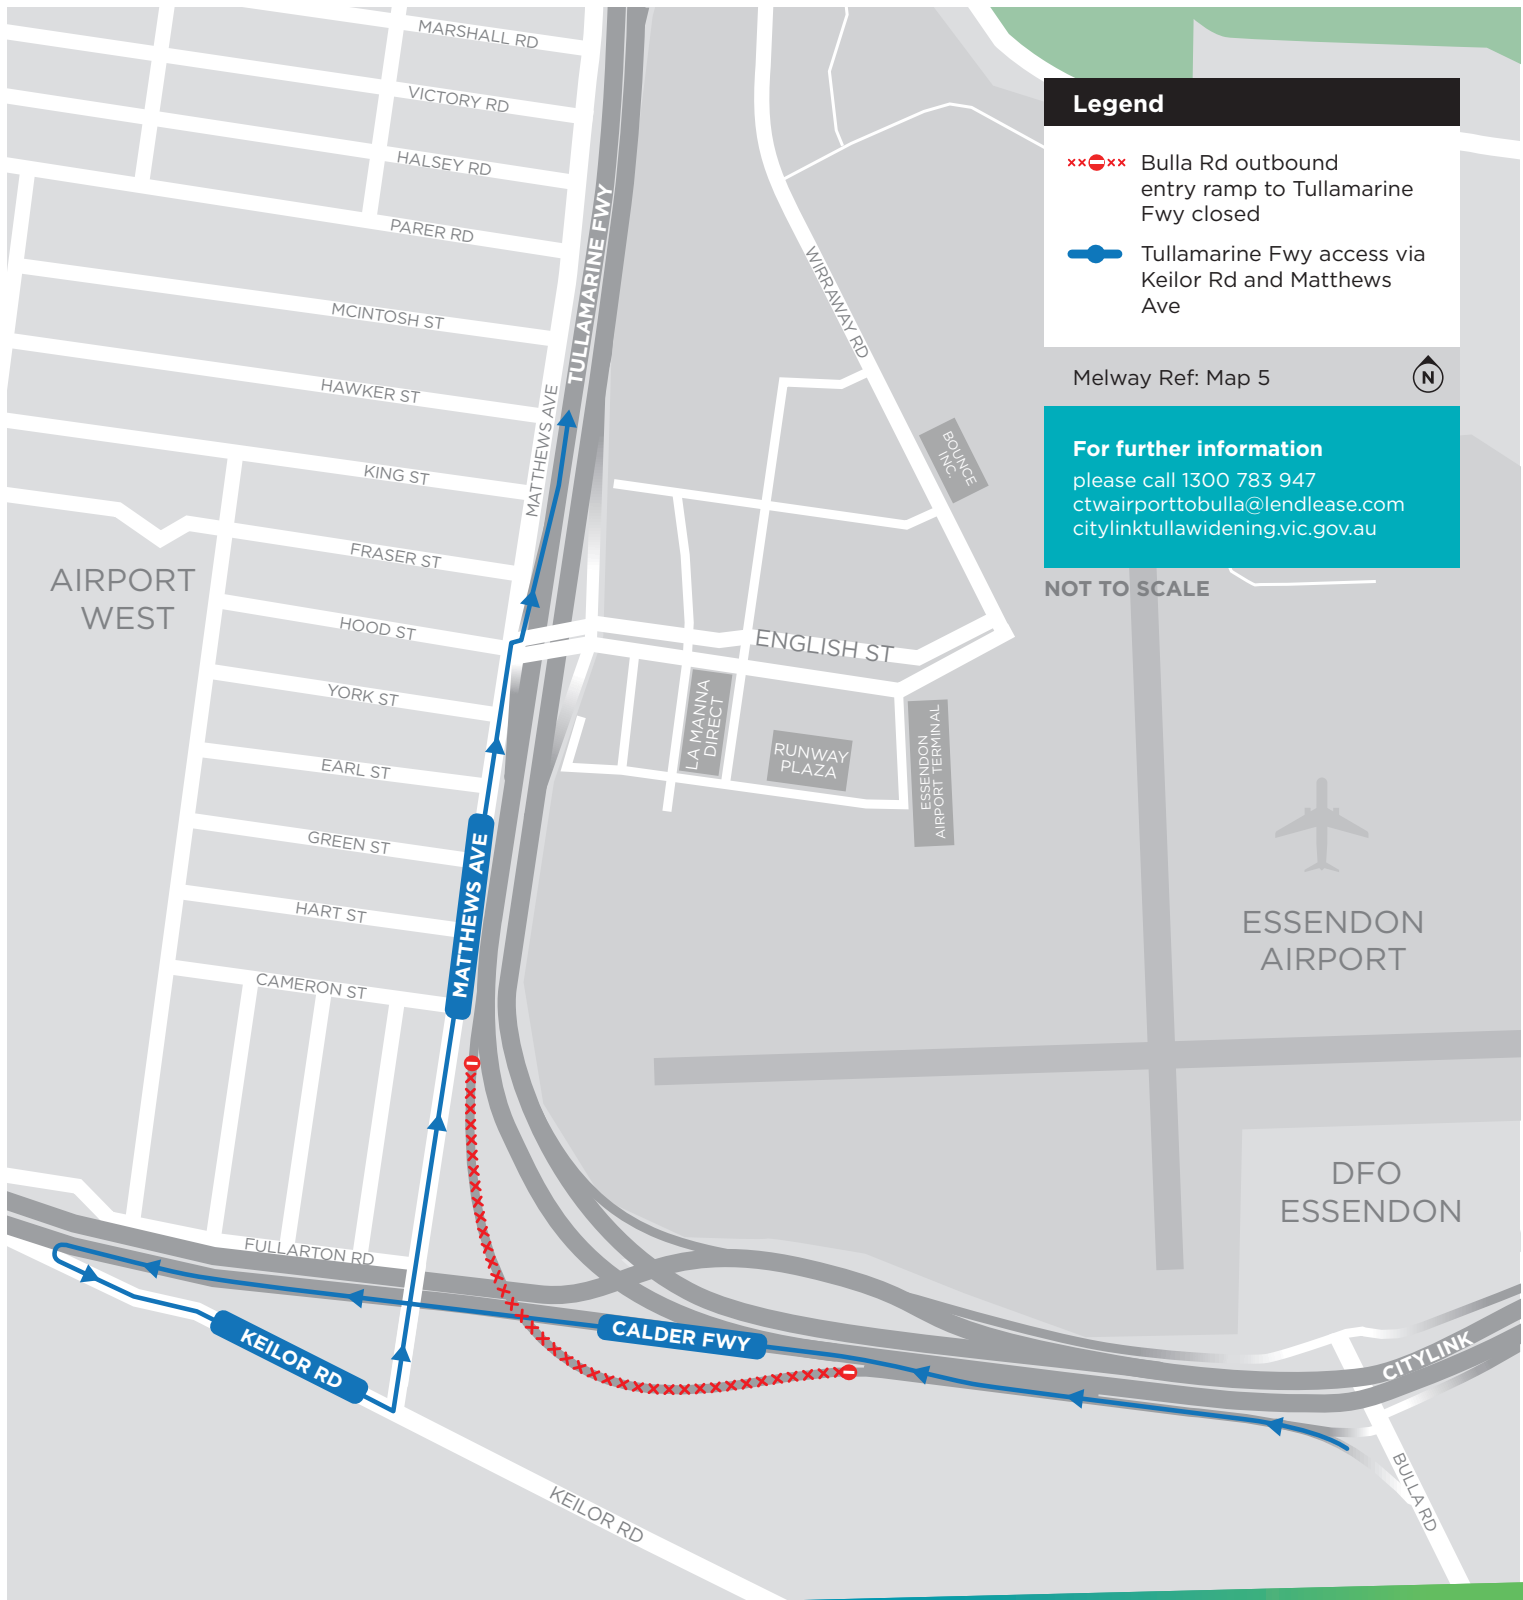 MARSHALL RD
VICTORY RD
HALSEY RD
PARER RD
MCINTOSH ST
HAWKER ST
KING ST
FRASER ST
HOOD ST
YORK ST
EARL ST
GREEN ST
HART ST
CAMERON ST
FULLARTON RD
AIRPORT
WEST
TULLAMARINE FWY
MATTHEWS AVE
MATTHEWS AVE
WIRRAWAY RD
BOUNCE
INC.
ENGLISH ST
LA MANNA
DIRECT
RUNWAY
PLAZA
ESSENDON
AIRPORT TERMINAL
Legend
Bulla Rd outbound
entry ramp to Tullamarine
Fwy closed
Tullamarine Fwy access via
Keilor Rd and Matthews
Ave
Melway Ref: Map 5
N
For further information
please call 1300 783 947
ctwairporttobulla@lendlease.com
citylinktullawidening.vic.gov.au
NOT TO SCALE
ESSENDON
AIRPORT
DFO
ESSENDON
CALDER FWY
KEILOR RD
KEILOR RD
CITYLINK
BULLA RD